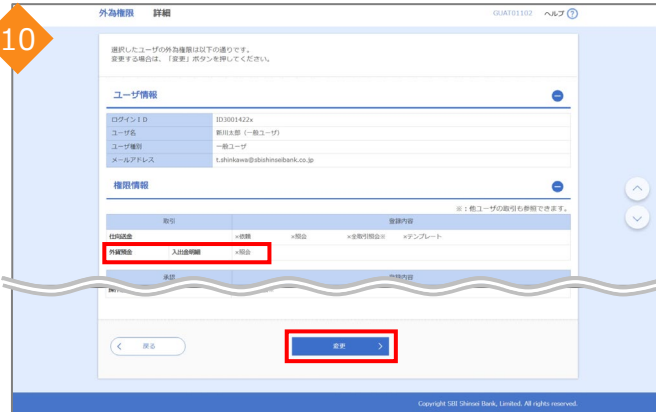 10
外為権限 詳細
GUAT01102 ヘルプ ?
選択したユーザの外為権限は以下の通りです。
変更する場合は、「変更」ボタンを押してください。
ユーザ情報
ログインＩＤ ID3001422x
ユーザ名 新川太郎（一般ユーザ）
ユーザ種別 一般ユーザ
メールアドレス t.shinkawa@sbishinseibank.co.jp
権限情報
※：他ユーザの取引も参照できます。
取引 登録内容
仕向送金 ×依頼 ×照会 ×全取引照会※ ×テンプレート
外貨預金 入出金明細 ×照会
承認 登録内容
戻る
変更
Copyright SBI Shinsei Bank, Limited. All rights reserved.